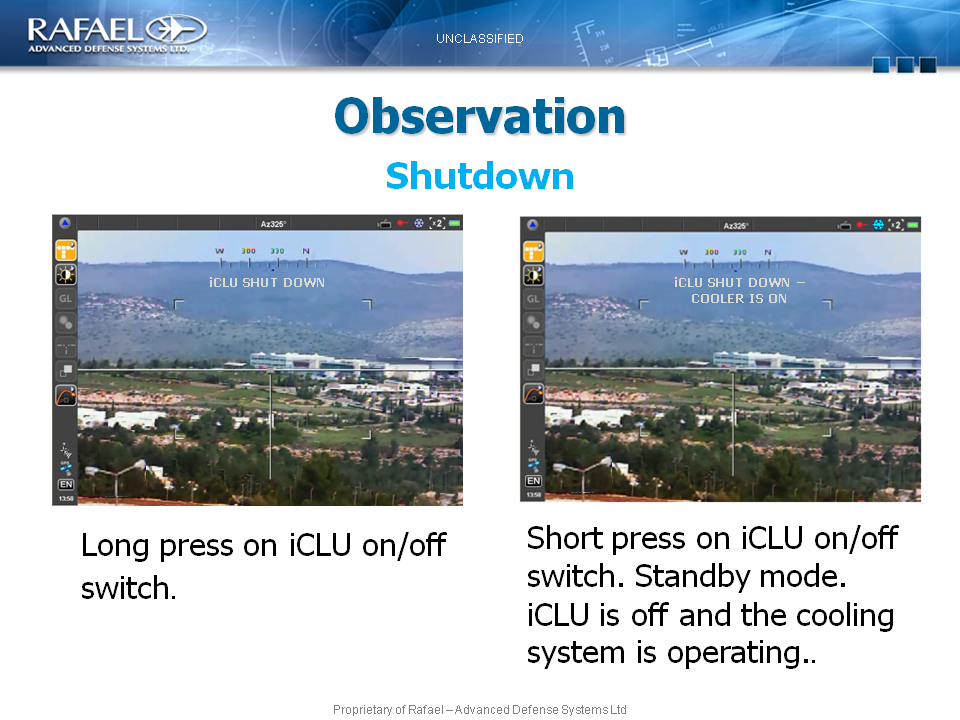 RAFAEL
ADVANCED DEFENSE SYSTEMS LTD.
UNCLASSIFIED
Observation
Shutdown
Az325°
x2
W 300 330 N
iCLU SHUT DOWN
GL
GPS
EN
13:58
Az325°
x2
W 300 330 N
iCLU SHUT DOWN –
COOLER IS ON
GL
GPS
EN
13:58
Long press on iCLU on/off
switch.
Short press on iCLU on/off
switch. Standby mode.
iCLU is off and the cooling
system is operating..
Proprietary of Rafael – Advanced Defense Systems Ltd